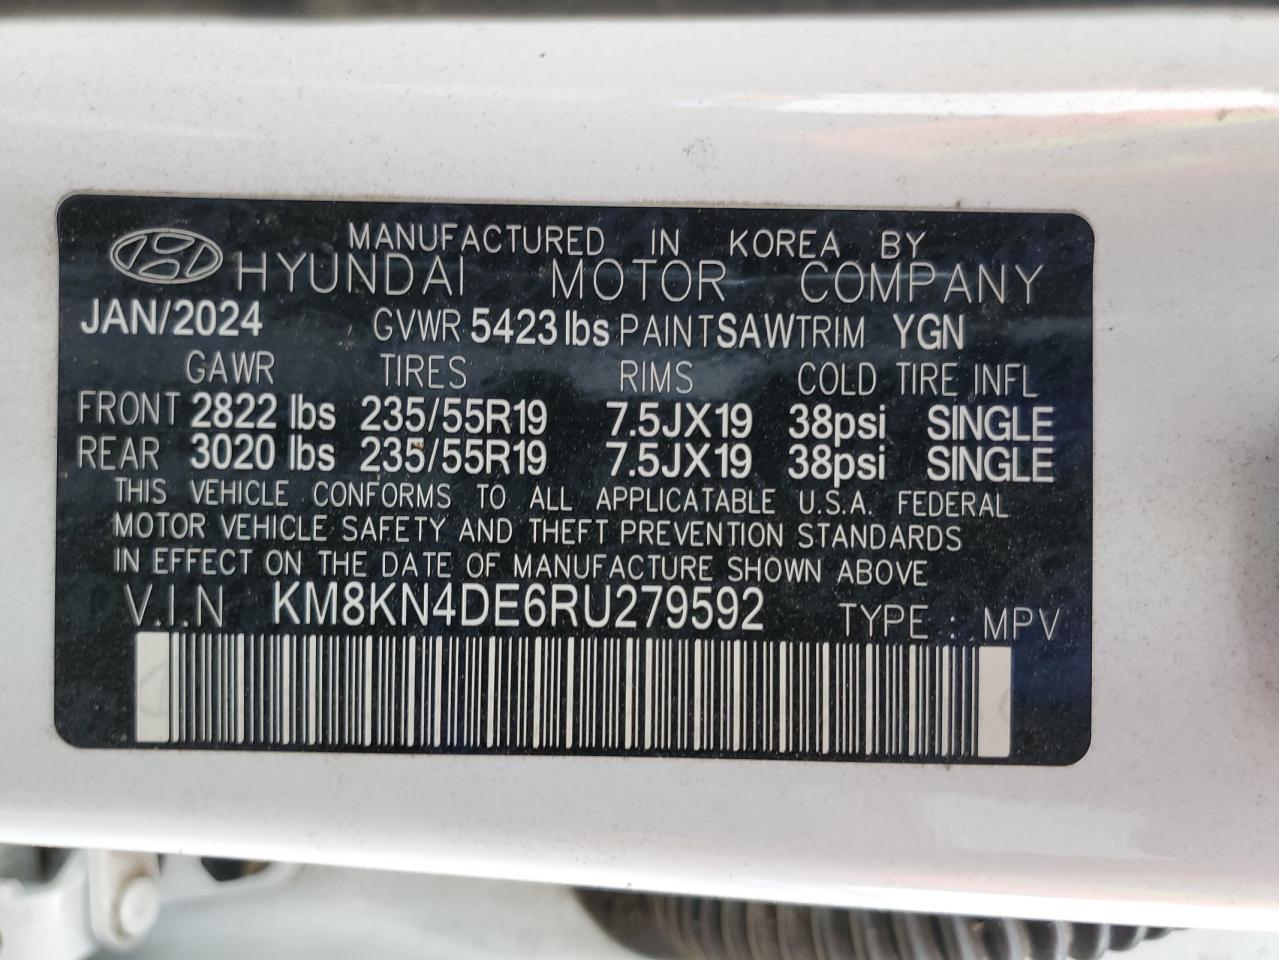 MANUFACTURED IN KOREA BY
HYUNDAI MOTOR COMPANY
JAN/2024 GVWR 5423 lbs PAINT SAW TRIM YGN
GAWR TIRES RIMS COLD TIRE INFL
FRONT 2822 lbs 235/55R19 7.5JX19 38psi SINGLE
REAR 3020 lbs 235/55R19 7.5JX19 38psi SINGLE
THIS VEHICLE CONFORMS TO ALL APPLICATABLE U.S.A. FEDERAL
MOTOR VEHICLE SAFETY AND THEFT PREVENTION STANDARDS
IN EFFECT ON THE DATE OF MANUFACTURE SHOWN ABOVE
V.I.N KM8KN4DE6RU279592 TYPE : MPV